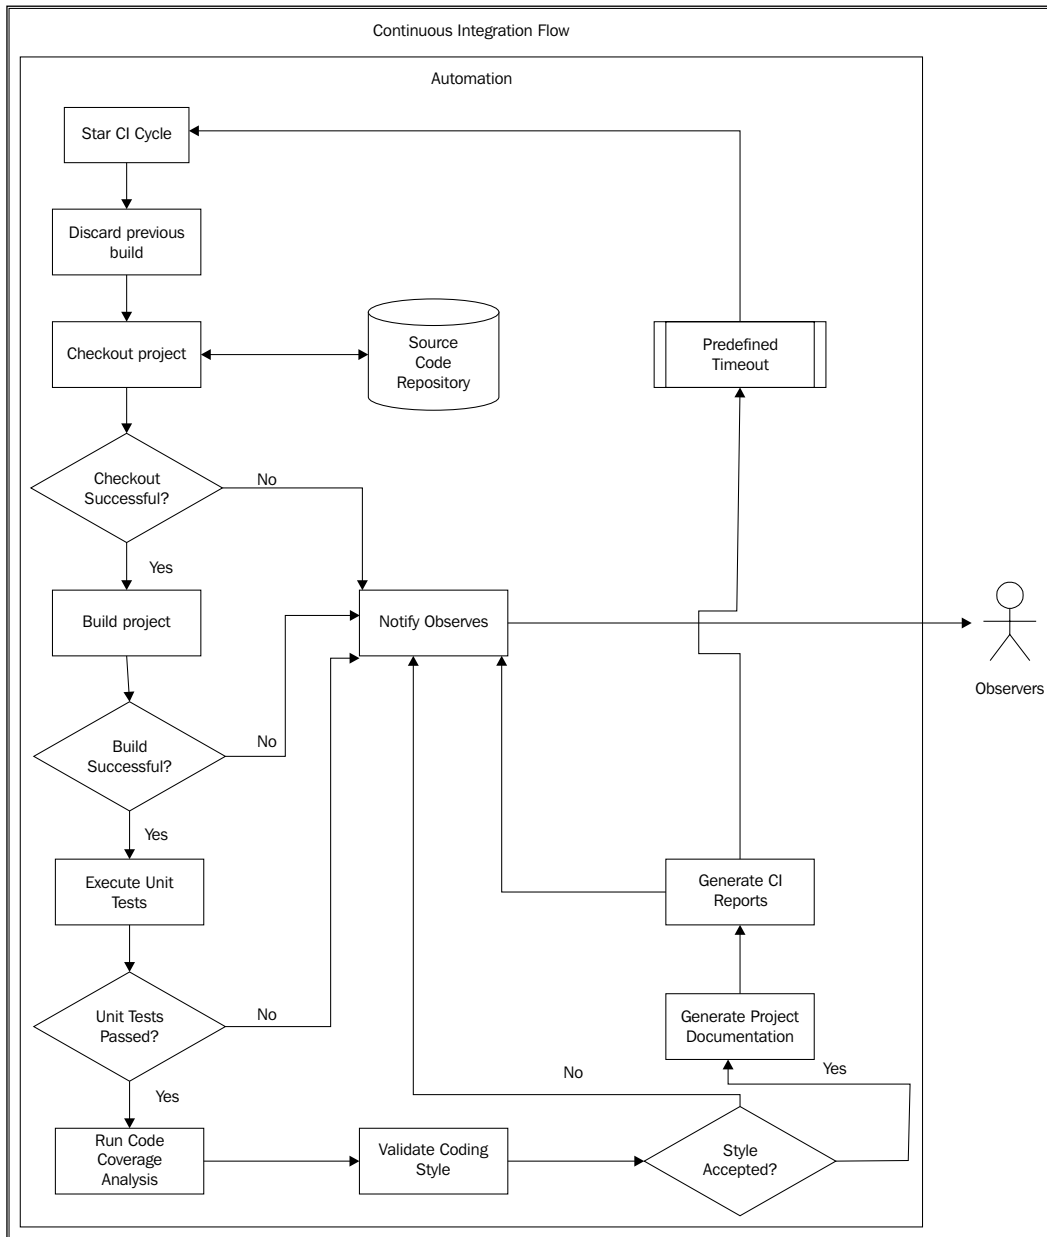 Continuous Integration Flow
Automation
Star CI Cycle
Discard previous
build
Checkout project
Source
Code
Repository
Predefined
Timeout
Checkout
Successful?
No
Yes
Build project
Notify Observes
Observers
Build
Successful?
No
Yes
Execute Unit
Tests
Generate CI
Reports
Unit Tests
Passed?
No
Generate Project
Documentation
Yes
No
Yes
Run Code
Coverage
Analysis
Validate Coding
Style
Style
Accepted?